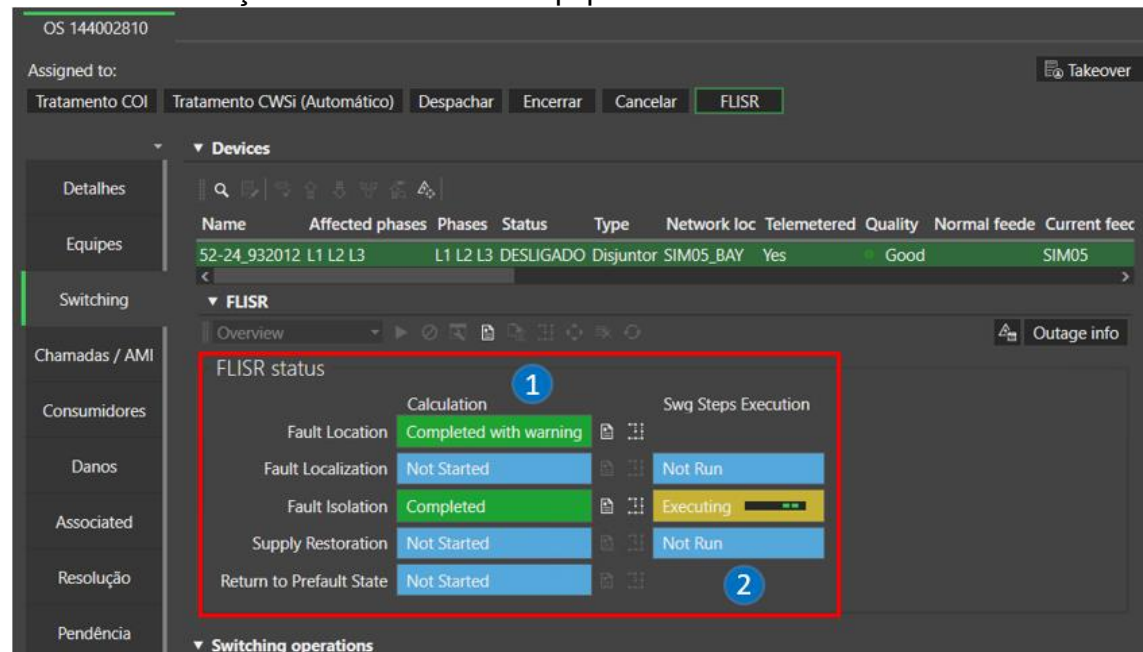 OS 144002810
Assigned to:
Takeover
Tratamento COI Tratamento CWSi (Automático) Despachar Encerrar Cancelar FLISR
Devices
Detalhes
Name Affected phases Phases Status Type Network loc Telemetered Quality Normal feede Current feec
Equipes
52-24_932012 L1 L2 L3 L1 L2 L3 DESLIGADO Disjuntor SIM05_BAY Yes Good SIM05
Switching
FLISR
Overview
Outage info
Chamadas / AMI
FLISR status
1
Calculation Swg Steps Execution
Consumidores
Fault Location Completed with warning
Danos
Fault Localization Not Started Not Run
Fault Isolation Completed Executing
Associated
Supply Restoration Not Started Not Run
Resolução
Return to Prefault State Not Started
2
Pendência
Switching operations